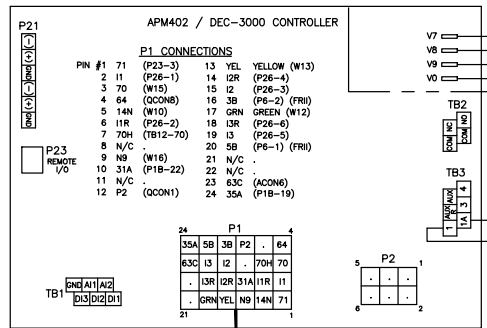 APM402 / DEC-3000 CONTROLLER
P21
GND (+) (-) GND (+) (-)
P1 CONNECTIONS
PIN #1 71 (P23-3) 13 YEL YELLOW (W13)
2 I1 (P26-1) 14 I2R (P26-4)
3 70 (W15) 15 I2 (P26-3)
4 64 (QCON8) 16 3B (P6-2) (FRII)
5 14N (W10) 17 GRN GREEN (W12)
6 I1R (P26-2) 18 I3R (P26-6)
7 70H (TB12-70) 19 I3 (P26-5)
8 N/C . 20 5B (P6-1) (FRII)
9 N9 (W16) 21 N/C .
10 31A (P1B-22) 22 N/C .
11 N/C . 23 63C (ACON6)
12 P2 (QCON1) 24 35A (P1B-19)
P23
REMOTE
I/O
V7
V8
V9
V0
TB2
COM NC
COM NO
TB3
AUX AUX 4
R 3
1 1A
P1
24 4
35A 5B 3B P2 . 64
63C I3 I2 . 70H 70
. I3R I2R 31A I1R I1
. GRN YEL N9 14N 71
21 1
P2
5 1
. . .
. . .
6 2
TB1
GND AI1 AI2
DI3 DI2 DI1